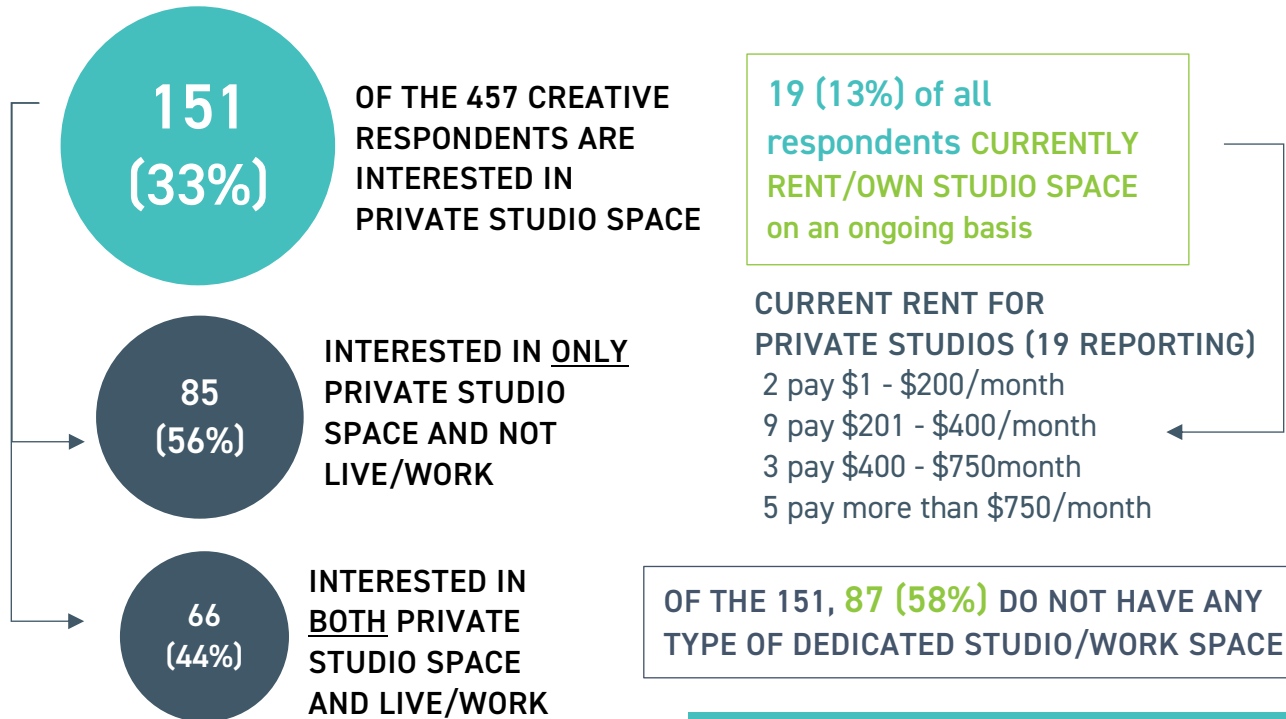 151
(33%)
OF THE 457 CREATIVE
RESPONDENTS ARE
INTERESTED IN
PRIVATE STUDIO SPACE
85
(56%)
INTERESTED IN ONLY
PRIVATE STUDIO
SPACE AND NOT
LIVE/WORK
66
(44%)
INTERESTED IN
BOTH PRIVATE
STUDIO SPACE
AND LIVE/WORK
19 (13%) of all
respondents CURRENTLY
RENT/OWN STUDIO SPACE
on an ongoing basis
CURRENT RENT FOR
PRIVATE STUDIOS (19 REPORTING)
2 pay $1 - $200/month
9 pay $201 - $400/month
3 pay $400 - $750month
5 pay more than $750/month
OF THE 151, 87 (58%) DO NOT HAVE ANY
TYPE OF DEDICATED STUDIO/WORK SPACE